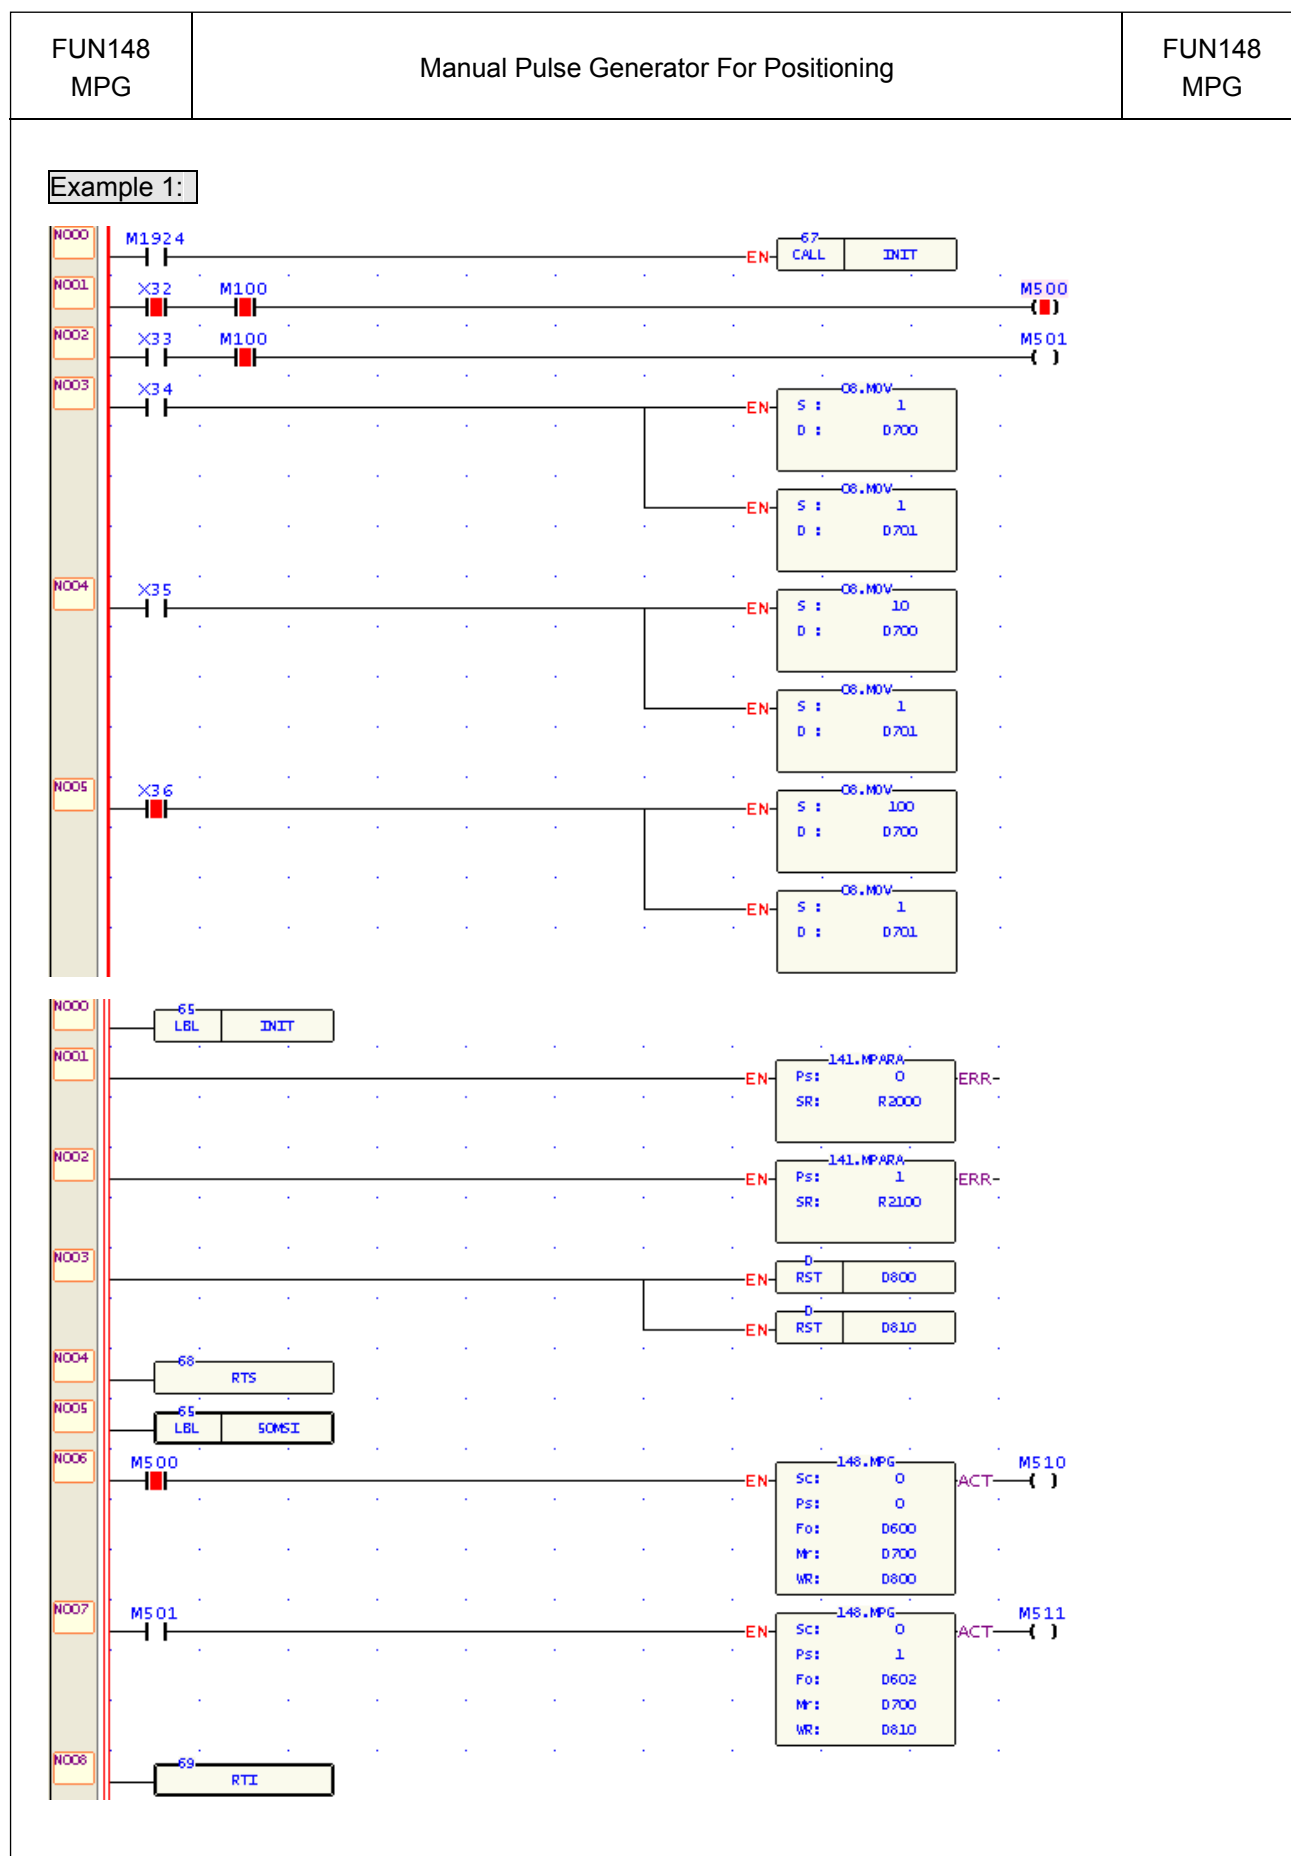 FUN148
MPG
Manual Pulse Generator For Positioning
FUN148
MPG
Example 1:
N000
M1924
EN
67
CALL INIT
N001
X32 M100 M500
N002
X33 M100 M501
N003
X34
EN
08.MOV
S : 1
D : D700
EN
08.MOV
S : 1
D : D701
N004
X35
EN
08.MOV
S : 10
D : D700
EN
08.MOV
S : 1
D : D701
N005
X36
EN
08.MOV
S : 100
D : D700
EN
08.MOV
S : 1
D : D701
N000
65
LBL INIT
N001
EN
141.MPARA
Ps: 0
SR: R2000
ERR
N002
EN
141.MPARA
Ps: 1
SR: R2100
ERR
N003
EN
D
RST D800
EN
D
RST D810
N004
68
RTS
N005
65
LBL 50MSI
N006
M500
EN
148.MPG
Sc: 0
Ps: 0
Fo: D600
Mr: D700
WR: D800
ACT
M510
N007
M501
EN
148.MPG
Sc: 0
Ps: 1
Fo: D602
Mr: D700
WR: D810
ACT
M511
N008
69
RTI